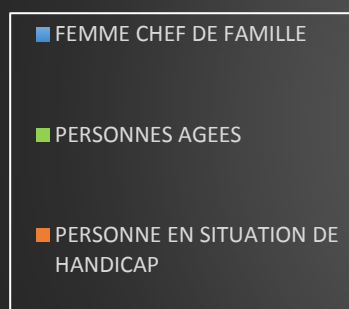 FEMME CHEF DE FAMILLE
PERSONNES AGEES
PERSONNE EN SITUATION DE
HANDICAP